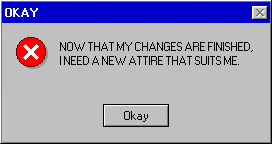 OKAY
NOW THAT MY CHANGES ARE FINISHED,
I NEED A NEW ATTIRE THAT SUITS ME.
Okay